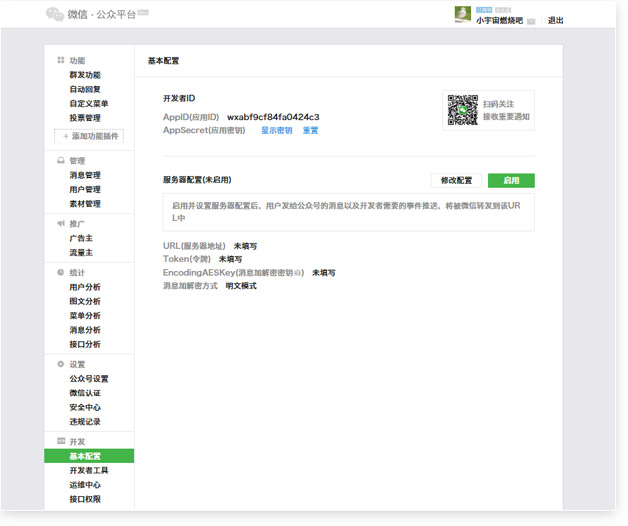 微信·公众平台
订阅号 未认证
小宇宙燃烧吧
退出
功能
群发功能
自动回复
自定义菜单
投票管理
+ 添加功能插件
管理
消息管理
用户管理
素材管理
推广
广告主
流量主
统计
用户分析
图文分析
菜单分析
消息分析
接口分析
设置
公众号设置
微信认证
安全中心
违规记录
开发
基本配置
开发者工具
运维中心
接口权限
基本配置
开发者ID
AppID(应用ID) wxabf9cf84fa0424c3
AppSecret(应用密钥) 显示密钥 重置
扫码关注
接收重要通知
服务器配置(未启用)
修改配置
启用
启用并设置服务器配置后，用户发给公众号的消息以及开发者需要的事件推送，将被微信转发到该UR
L中
URL(服务器地址) 未填写
Token(令牌) 未填写
EncodingAESKey(消息加解密密钥) 未填写
消息加解密方式 明文模式